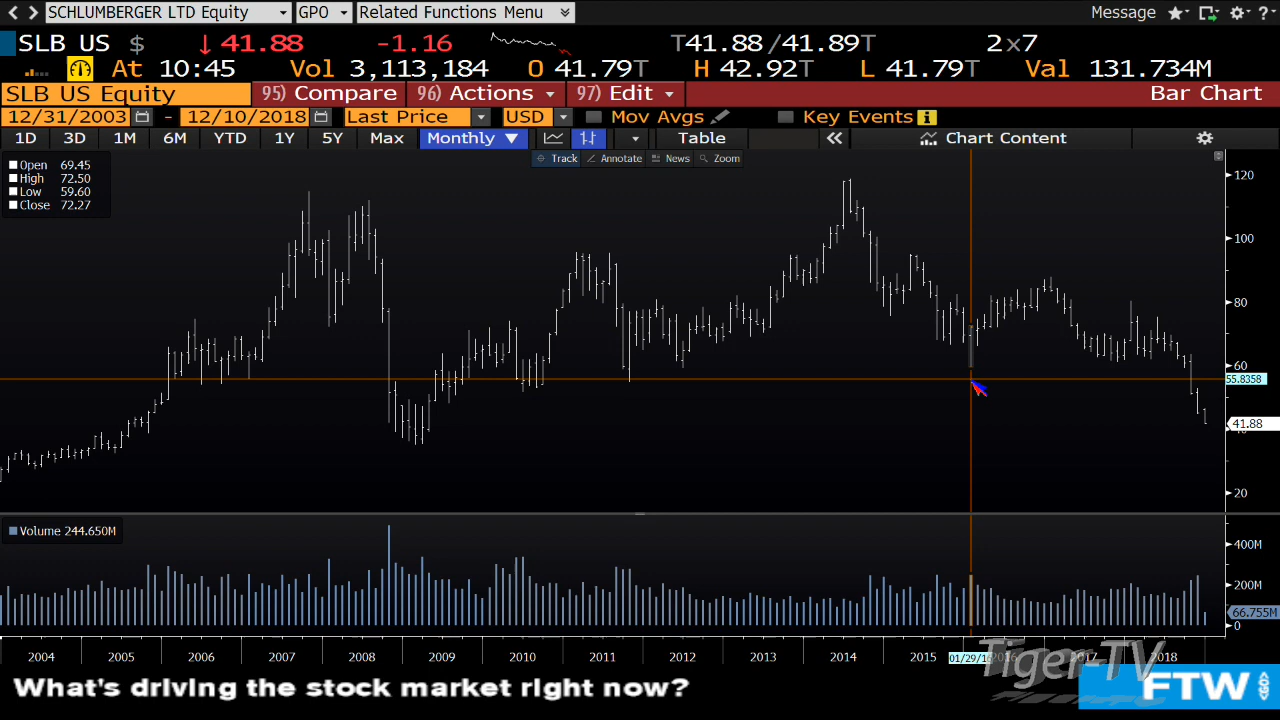 SCHLUMBERGER LTD Equity GPO Related Functions Menu Message
SLB US $ ↓ 41.88 -1.16 T41.88/41.89T 2x7
At 10:45 Vol 3,113,184 O 41.79T H 42.92T L 41.79T Val 131.734M
SLB US Equity 95) Compare 96) Actions 97) Edit Bar Chart
12/31/2003 - 12/10/2018 Last Price USD Mov Avgs Key Events
1D 3D 1M 6M YTD 1Y 5Y Max Monthly ▼ Table « Chart Content
Track Annotate News Zoom
Open 69.45
High 72.50
Low 59.60
Close 72.27
120
100
80
60
55.8358
41.88
20
Volume 244.650M
400M
200M
66.755M
0
2004 2005 2006 2007 2008 2009 2010 2011 2012 2013 2014 2015 01/29/16 2016 2017 2018
Tiger-TV
What's driving the stock market right now?
FTW